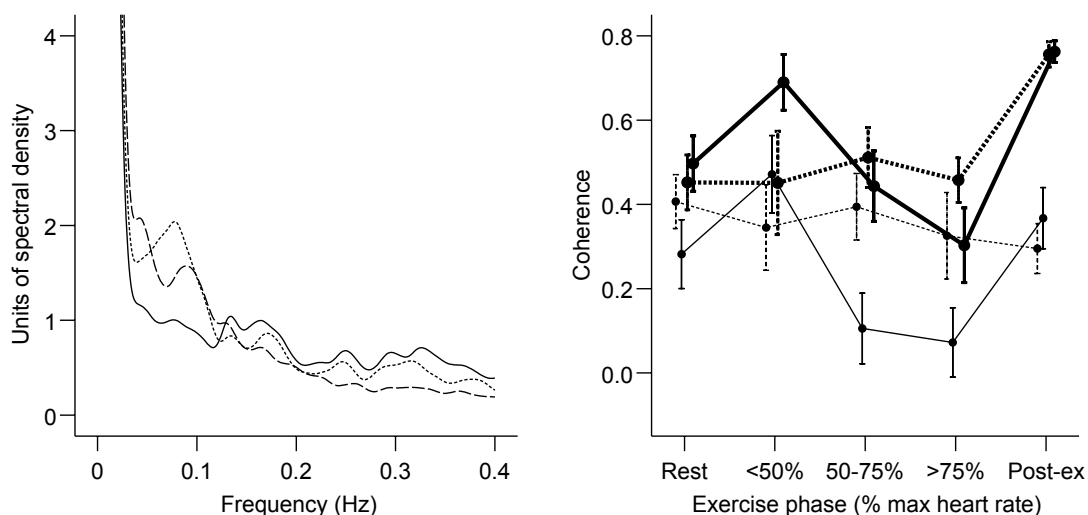 Units of spectral density
4
3
2
1
0
0 0.1 0.2 0.3 0.4
Frequency (Hz)
Coherence
0.8
0.6
0.4
0.2
0.0
Rest <50% 50-75% >75% Post-ex
Exercise phase (% max heart rate)